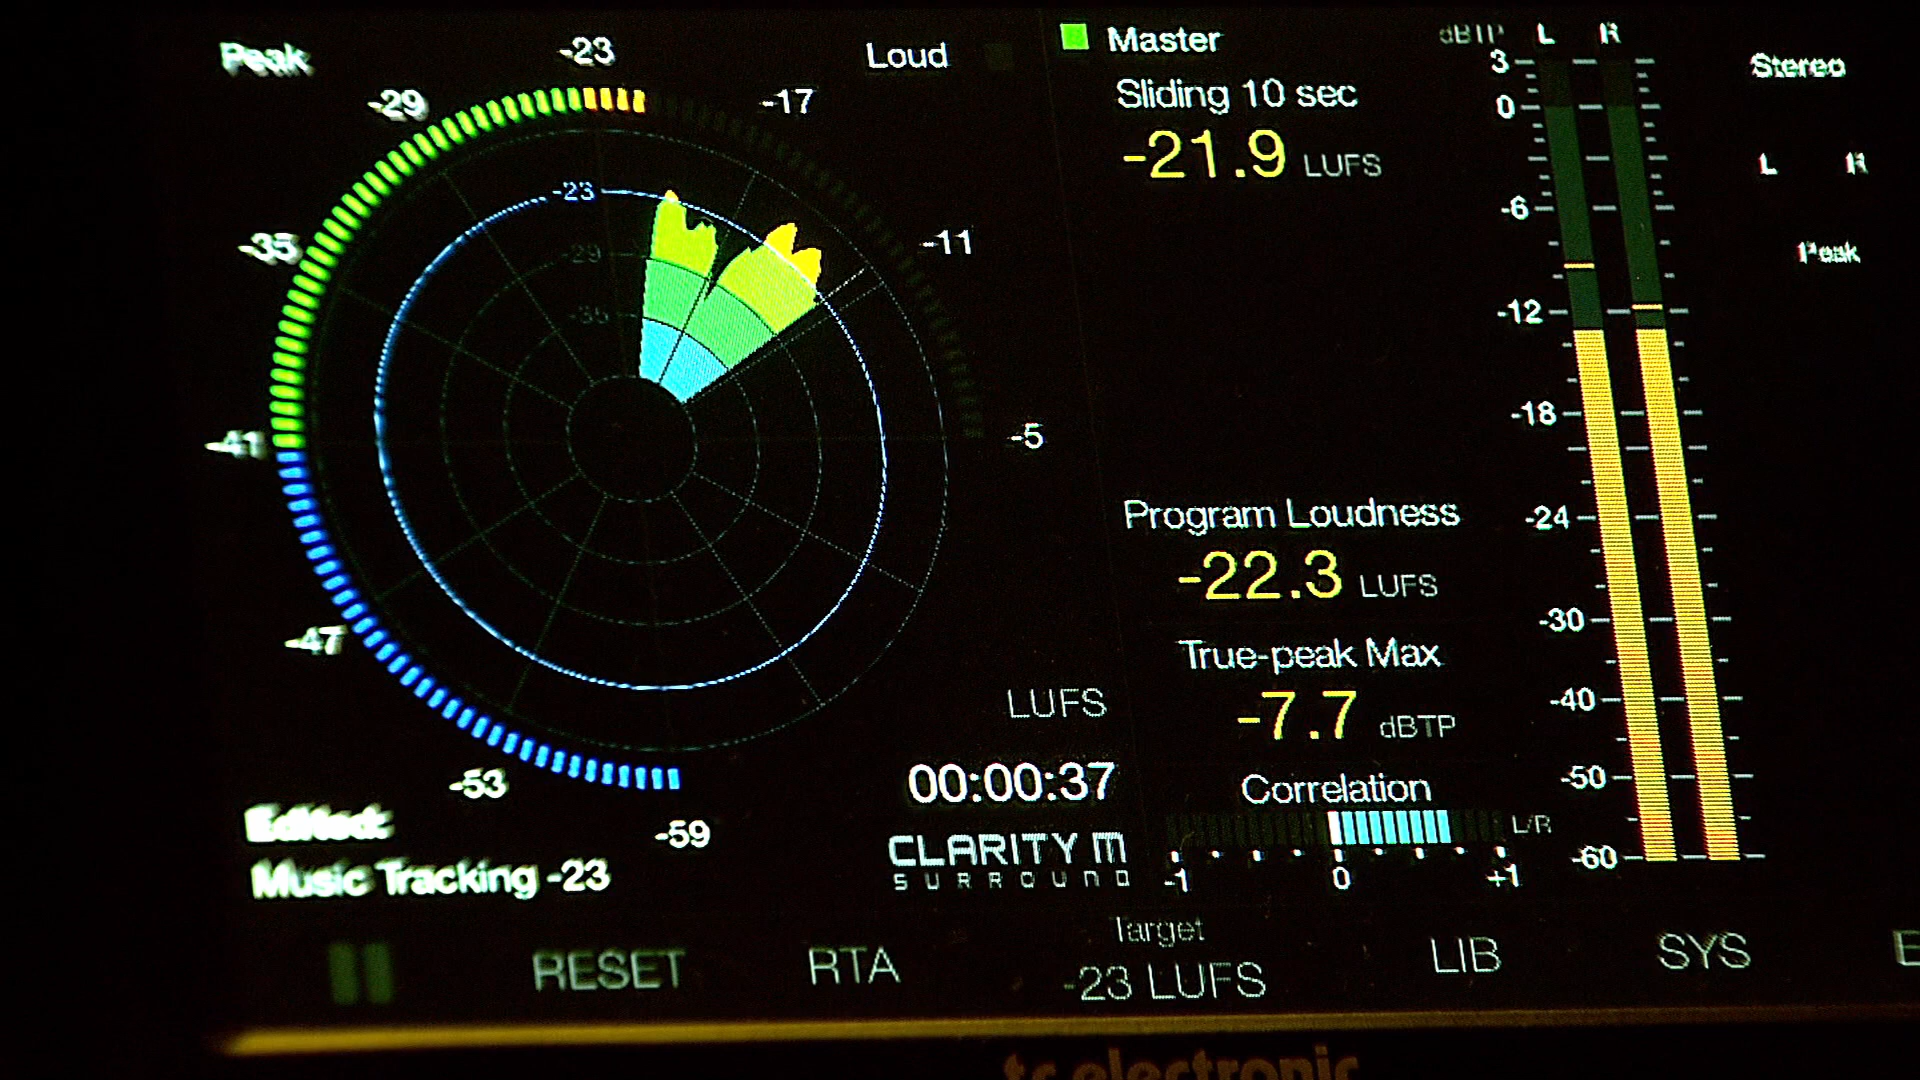 Peak
Loud
-23
-29
-17
-35
-11
-41
-5
-47
-53
-59
-23
-29
-35
LUFS
00:00:37
CLARITY M
SURROUND
Edited:
Music Tracking -23
Master
Sliding 10 sec
-21.9 LUFS
Program Loudness
-22.3 LUFS
True-peak Max
-7.7 dBTP
Correlation
L/R
-1 0 +1
dBTP L R
3
0
-6
-12
-18
-24
-30
-40
-50
-60
Stereo
L R
Peak
RESET
RTA
Target
-23 LUFS
LIB
SYS
tc electronic